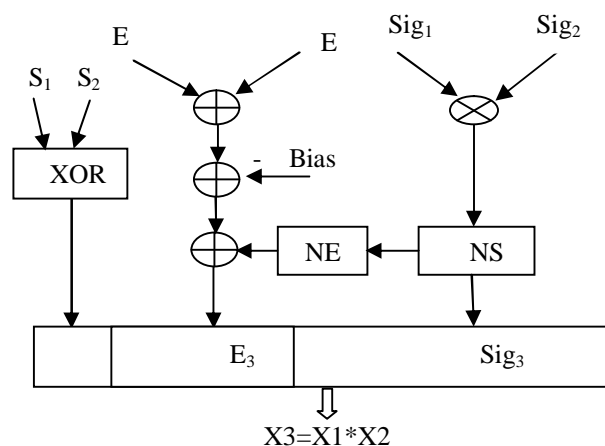 E E Sig₁ Sig₂
S₁ S₂
- Bias
XOR
NE NS
E₃ Sig₃
X3=X1*X2